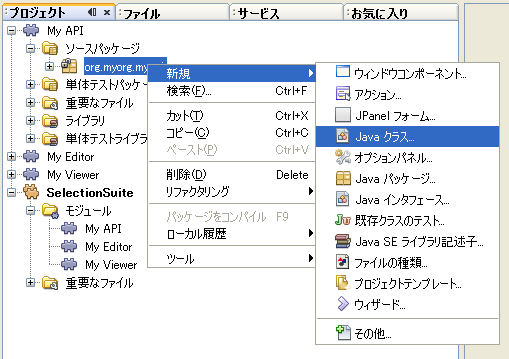 プロジェクト
ファイル
サービス
お気に入り
My API
ソースパッケージ
org.myorg.my
単体テストパッケー
重要なファイル
ライブラリ
単体テストライブラ
My Editor
My Viewer
SelectionSuite
モジュール
My API
My Editor
My Viewer
重要なファイル
新規
検索(F)... Ctrl+F
カット(T) Ctrl+X
コピー(C) Ctrl+C
ペースト(P) Ctrl+V
削除(D) Delete
リファクタリング
パッケージをコンパイル F9
ローカル履歴
ツール
ウィンドウコンポーネント...
アクション...
JPanel フォーム...
Java クラス...
オプションパネル...
Java パッケージ...
Java インタフェース...
既存クラスのテスト...
Java SE ライブラリ記述子...
ファイルの種類...
プロジェクトテンプレート...
ウィザード...
その他...